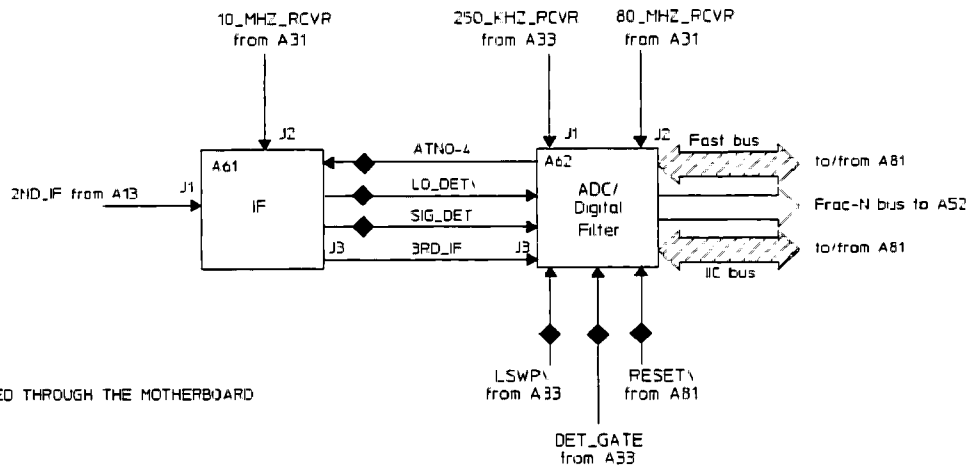 10_MHZ_RCVR
from A31
250_KHZ_RCVR
from A33
80_MHZ_RCVR
from A31
J2
J1
J2
A61
IF
J1
2ND_IF from A13
ATN0-4
LO_DET\
SIG_DET
J3
3RD_IF
J3
A62
ADC/
Digital
Filter
Fast bus
to/from A81
Frac-N bus to A52
to/from A81
IIC bus
LSWP\
from A33
RESET\
from A81
ED THROUGH THE MOTHERBOARD
DET_GATE
from A33